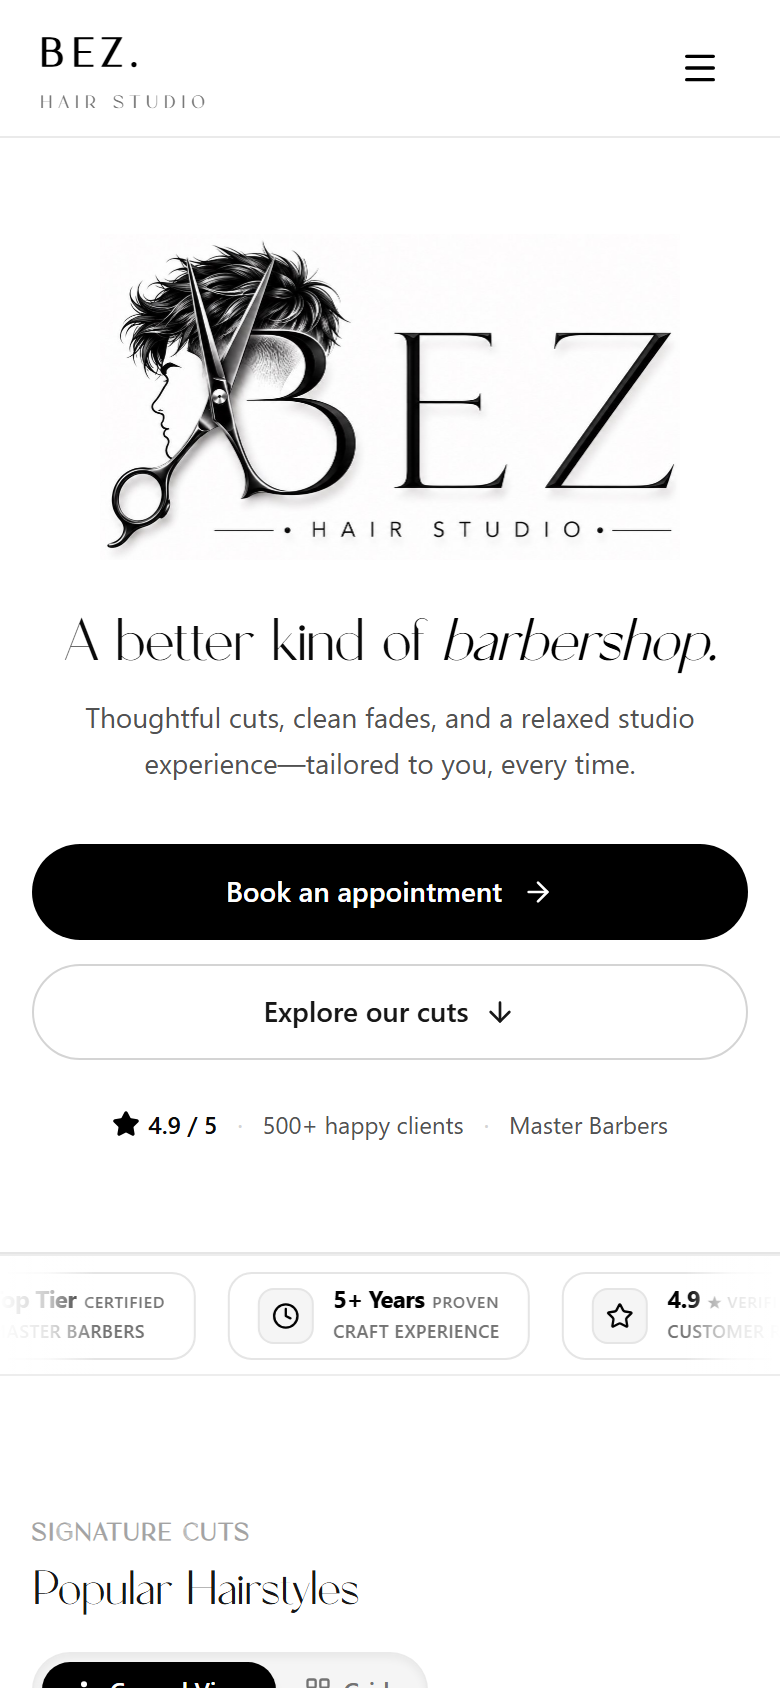 BEZ.
HAIR STUDIO
BEZ
• HAIR STUDIO •
A better kind of barbershop.
Thoughtful cuts, clean fades, and a relaxed studio
experience—tailored to you, every time.
Book an appointment →
Explore our cuts ↓
★ 4.9 / 5 · 500+ happy clients · Master Barbers
Tier CERTIFIED
BARBERS
5+ Years PROVEN
CRAFT EXPERIENCE
4.9 ★
CUSTOMER
SIGNATURE CUTS
Popular Hairstyles